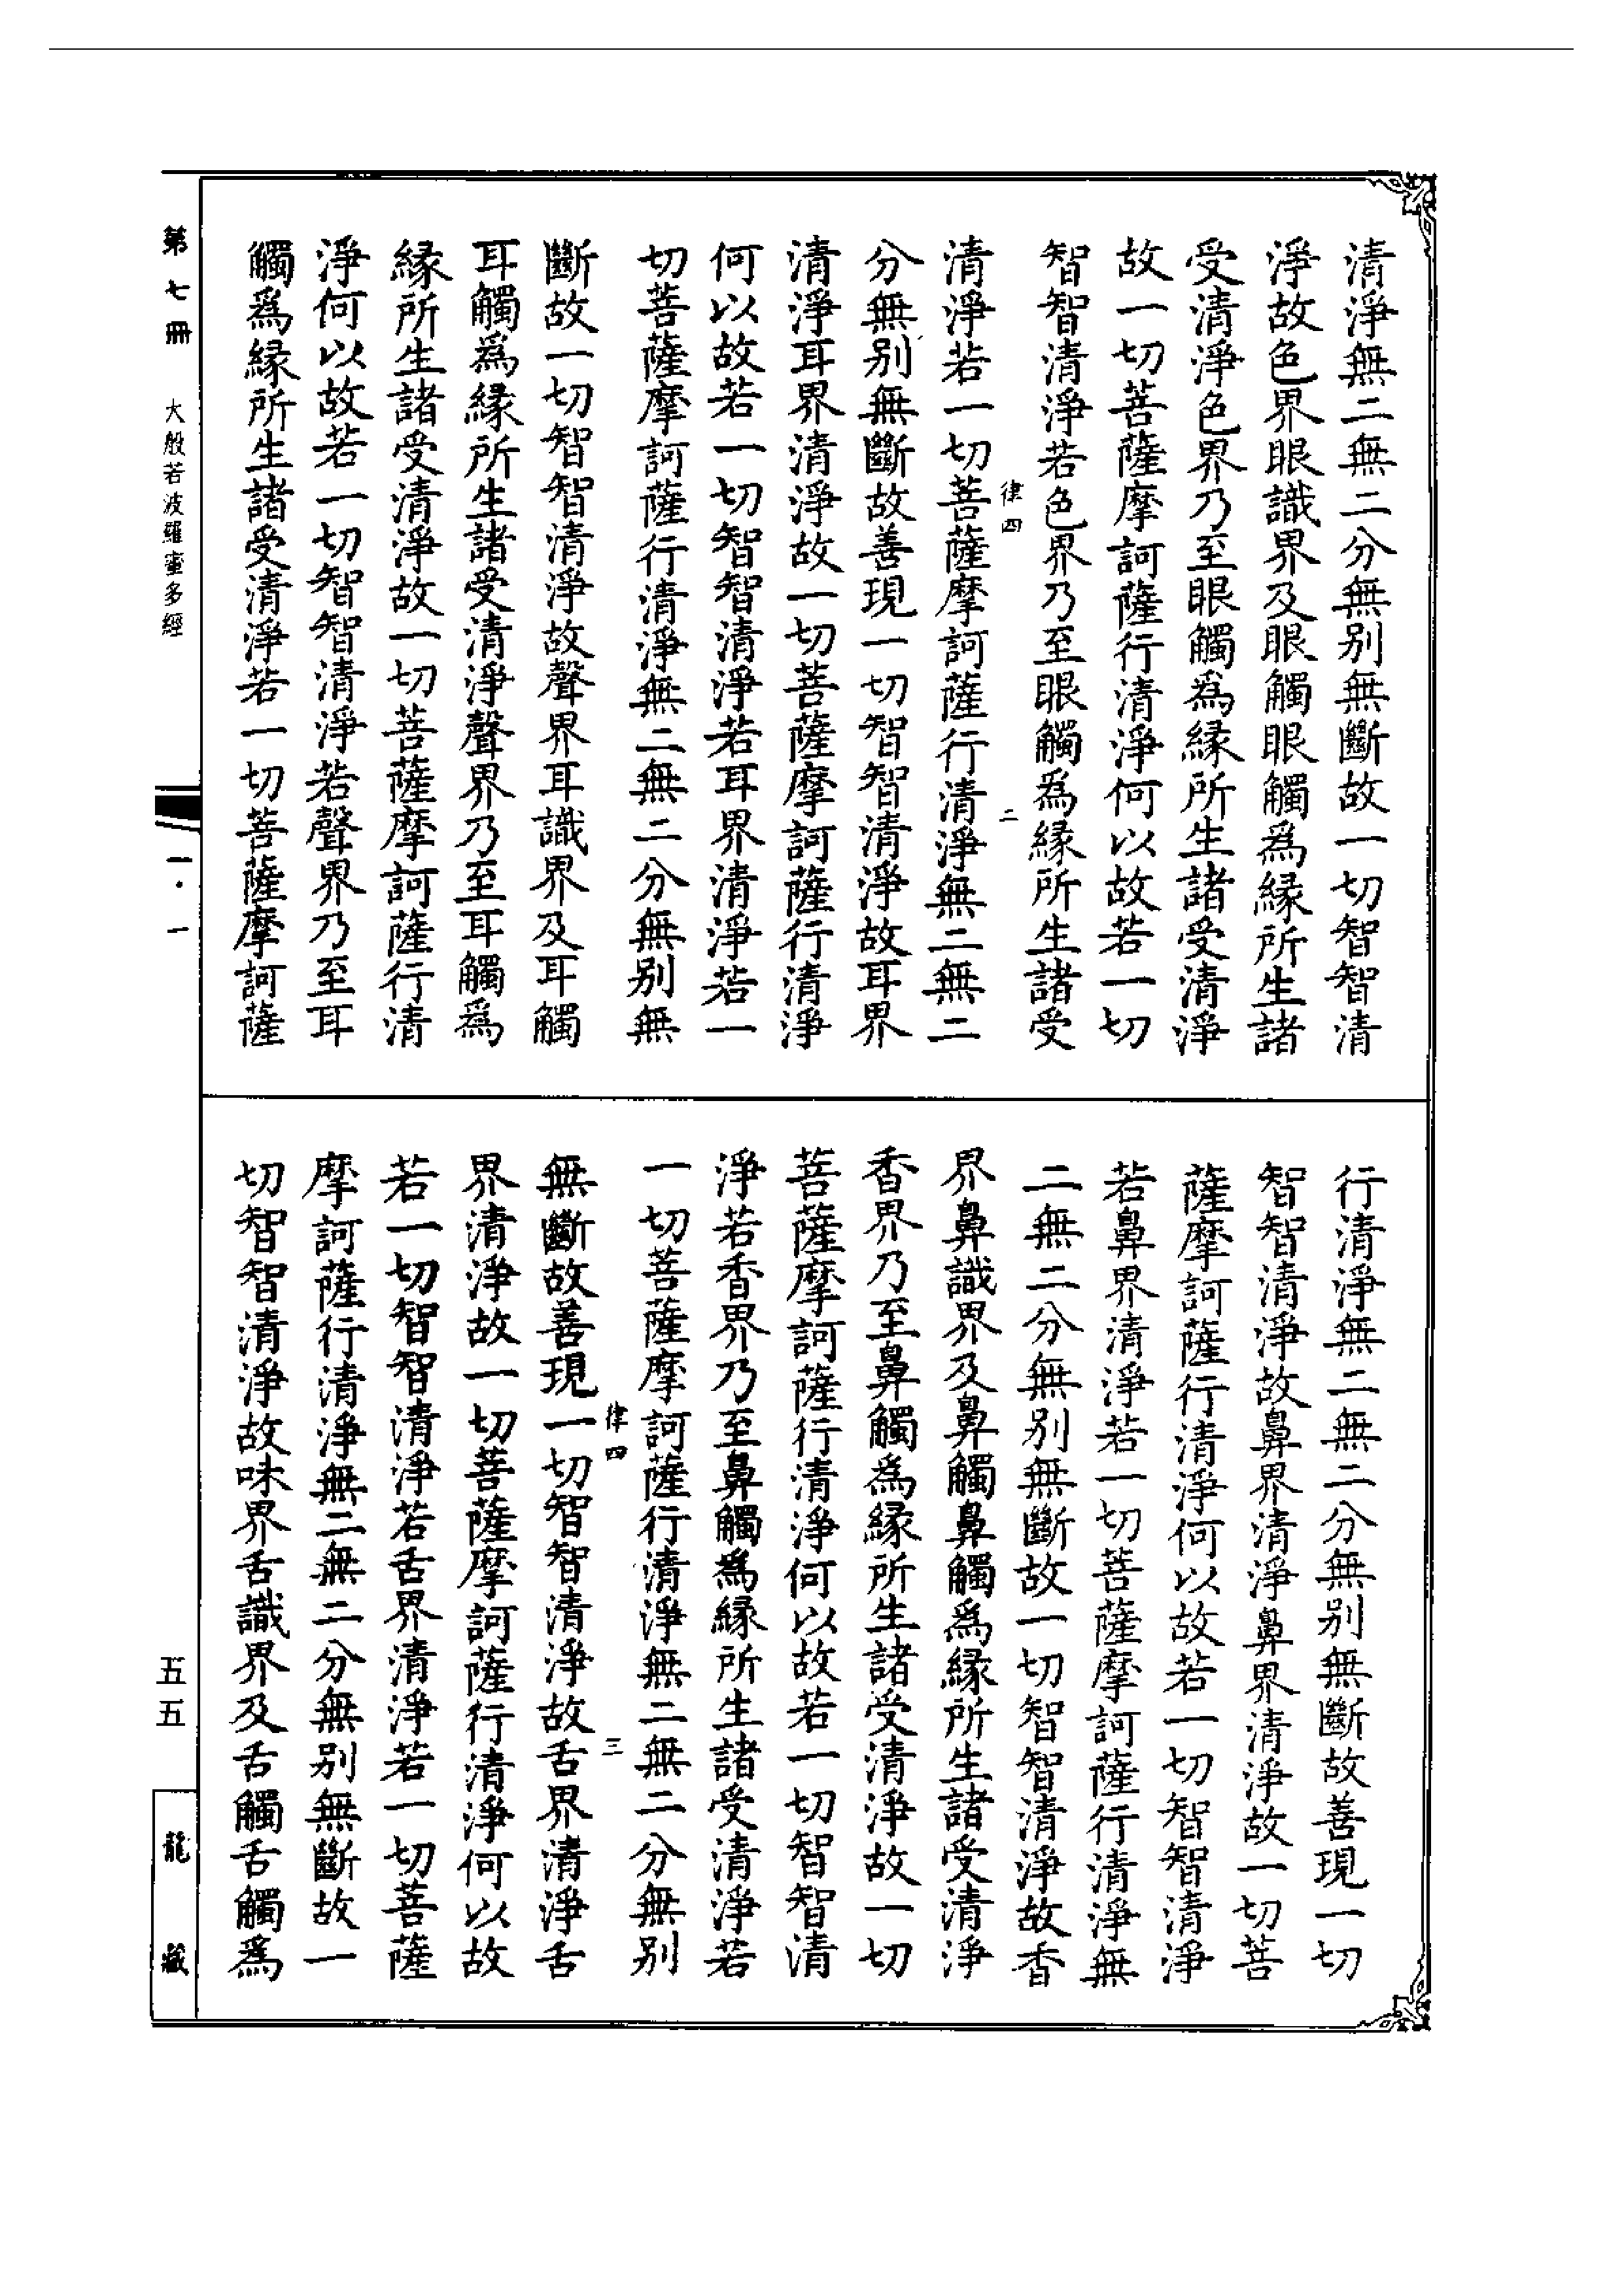 清淨無二無二分無别無斷故一切智智清
淨故色界眼識界及眼觸眼觸爲緣所生諸
受清淨色界乃至眼觸爲緣所生諸受清淨
故一切菩薩摩訶薩行清淨何以故若一切
智智清淨若色界乃至眼觸爲緣所生諸受
律四 二
清淨若一切菩薩摩訶薩行清淨無二無二
分無别無斷故善現一切智智清淨故耳界
清淨耳界清淨故一切菩薩摩訶薩行清淨
何以故若一切智智清淨若耳界清淨若一
切菩薩摩訶薩行清淨無二無二分無别無
斷故一切智智清淨故聲界耳識界及耳觸
耳觸爲緣所生諸受清淨聲界乃至耳觸爲
緣所生諸受清淨故一切菩薩摩訶薩行清
淨何以故若一切智智清淨若聲界乃至耳
觸爲緣所生諸受清淨若一切菩薩摩訶薩
行清淨無二無二分無别無斷故善現一切
智智清淨故鼻界清淨鼻界清淨故一切菩
薩摩訶薩行清淨何以故若一切智智清淨
若鼻界清淨若一切菩薩摩訶薩行清淨無
二無二分無别無斷故一切智智清淨故香
界鼻識界及鼻觸鼻觸爲緣所生諸受清淨
香界乃至鼻觸爲緣所生諸受清淨故一切
菩薩摩訶薩行清淨何以故若一切智智清
淨若香界乃至鼻觸爲緣所生諸受清淨若
一切菩薩摩訶薩行清淨無二無二分無别
律四 三
無斷故善現一切智智清淨故舌界清淨舌
界清淨故一切菩薩摩訶薩行清淨何以故
若一切智智清淨若舌界清淨若一切菩薩
摩訶薩行清淨無二無二分無别無斷故一
切智智清淨故味界舌識界及舌觸舌觸爲
第七冊 大般若波羅蜜多經 一·一 五五 龍藏